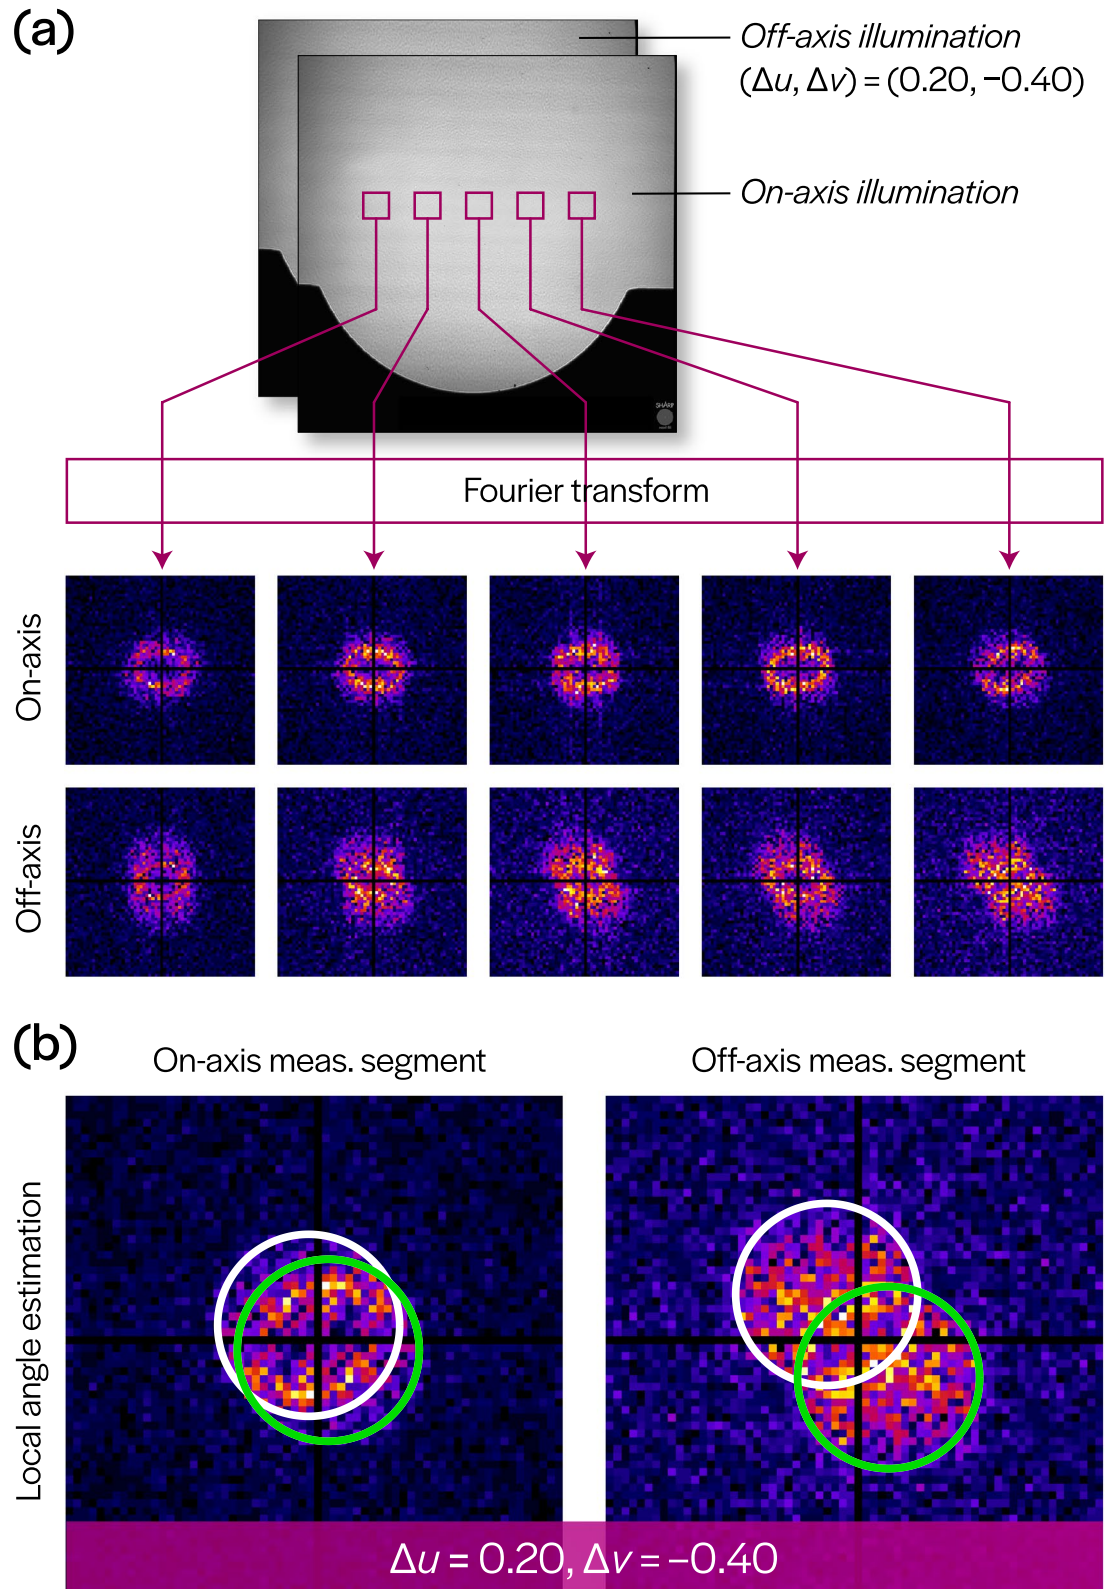 (a)
Off-axis illumination
(Δu, Δv) = (0.20, −0.40)
On-axis illumination
SHARP
Fourier transform
On-axis
Off-axis
(b)
On-axis meas. segment
Off-axis meas. segment
Local angle estimation
Δu = 0.20, Δv = −0.40